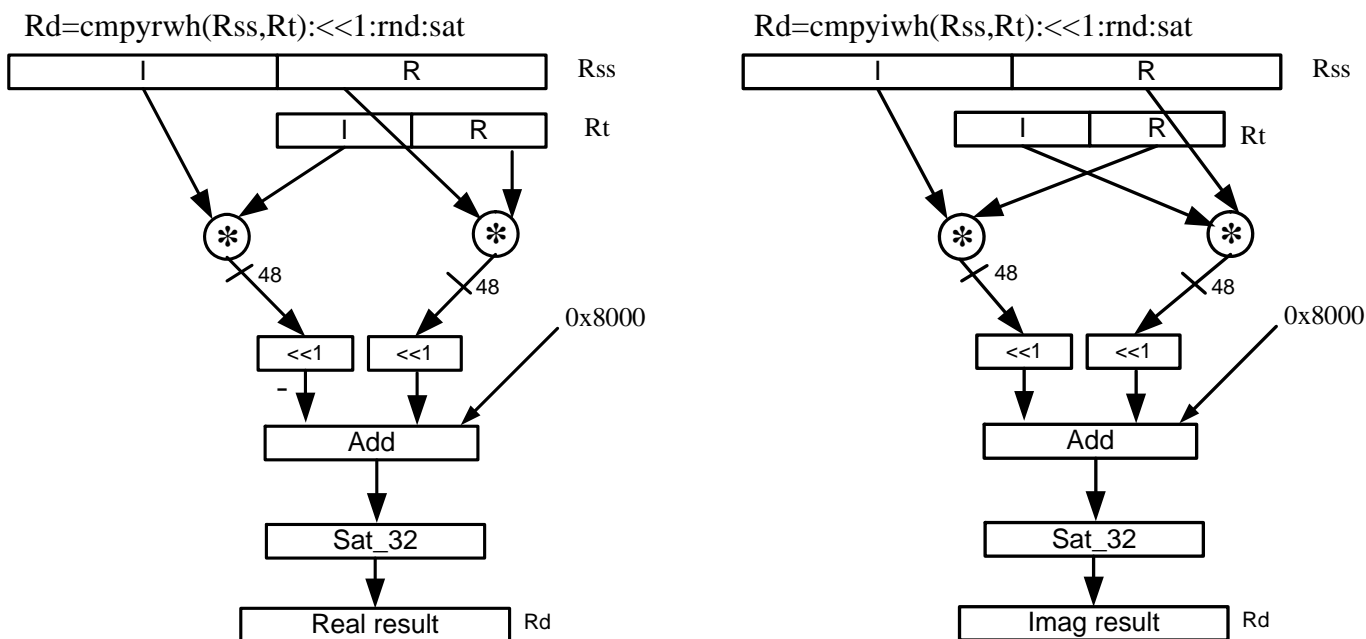 Rd=cmpyrwh(Rss,Rt):<<1:rnd:sat
I R Rss
I R Rt
* *
48 48
0x8000
<<1 <<1
-
Add
Sat_32
Real result Rd
Rd=cmpyiwh(Rss,Rt):<<1:rnd:sat
I R Rss
I R Rt
* *
48 48
0x8000
<<1 <<1
Add
Sat_32
Imag result Rd